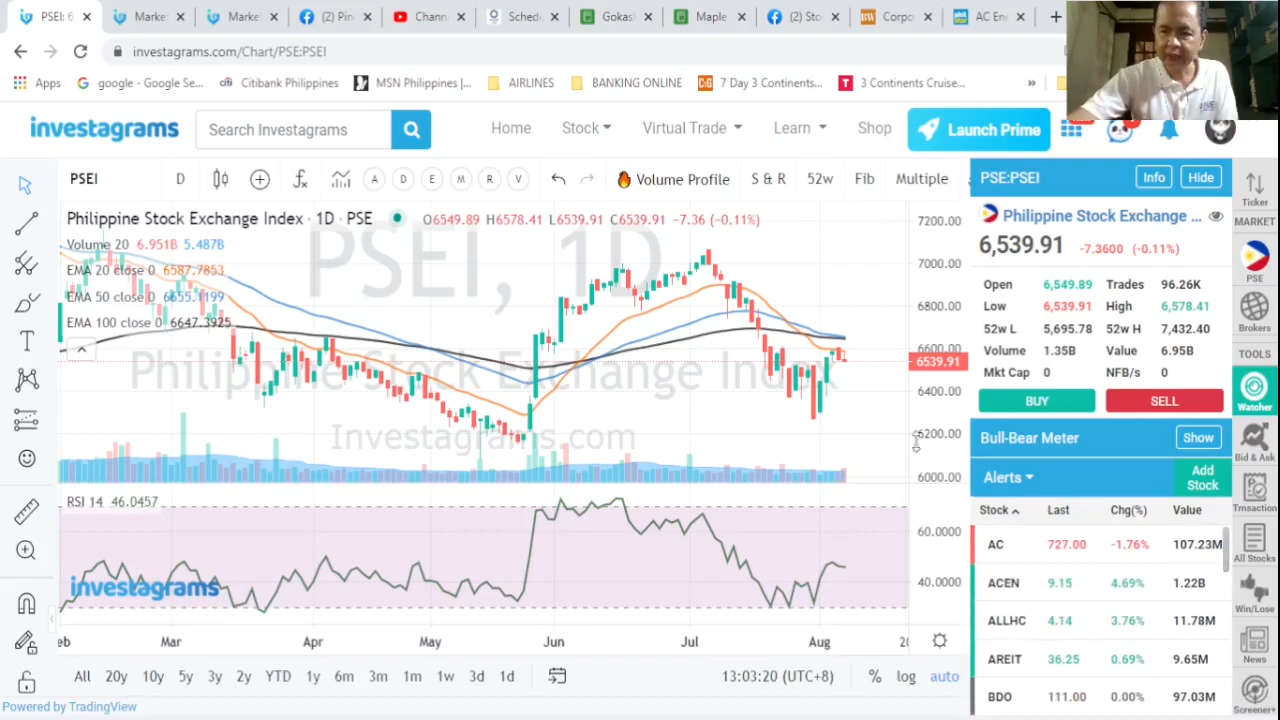 PSEI: 6
Market
Market
(2) Pin
Chann
Schedu
Gokas
Maple
(2) Sto
Corpo
AC En
investagrams.com/Chart/PSE:PSEI
Apps
google - Google Se...
Citibank Philippines
MSN Philippines |...
AIRLINES
BANKING ONLINE
7 Day 3 Continents...
3 Continents Cruise...
»
investagrams
Search Investagrams
Home
Stock
Virtual Trade
Learn
Shop
Launch Prime
PSEI
D
A
D
E
M
R
V
Volume Profile
S & R
52w
Fib
Multiple
Philippine Stock Exchange Index · 1D · PSE
O6549.89 H6578.41 L6539.91 C6539.91 -7.36 (-0.11%)
Volume 20 6.951B 5.487B
EMA 20 close 0 6587.7853
EMA 50 close 0 6655.1199
EMA 100 close 0 6647.3925
PSEI, 1D
Philippine Stock Exchange Index
Investagrams.com
7200.00
7000.00
6800.00
6600.00
6539.91
6400.00
6200.00
6000.00
RSI 14 46.0457
60.0000
40.0000
investagrams
eb
Mar
Apr
May
Jun
Jul
Aug
20
All
20y
10y
5y
3y
2y
YTD
1y
6m
3m
1m
1w
3d
1d
13:03:20 (UTC+8)
%
log
auto
Powered by TradingView
PSE:PSEI
Info
Hide
Philippine Stock Exchange ...
6,539.91 -7.3600 (-0.11%)
Open 6,549.89 Trades 96.26K
Low 6,539.91 High 6,578.41
52w L 5,695.78 52w H 7,432.40
Volume 1.35B Value 6.95B
Mkt Cap 0 NFB/s 0
BUY
SELL
Bull-Bear Meter
Show
Alerts
Add
Stock
Stock Last Chg(%) Value
AC 727.00 -1.76% 107.23M
ACEN 9.15 4.69% 1.22B
ALLHC 4.14 3.76% 11.78M
AREIT 36.25 0.69% 9.65M
BDO 111.00 0.00% 97.03M
Ticker
MARKET
PSE
Brokers
TOOLS
Watcher
Bid & Ask
Trnsaction
All Stocks
Win/Lose
News
Screener+